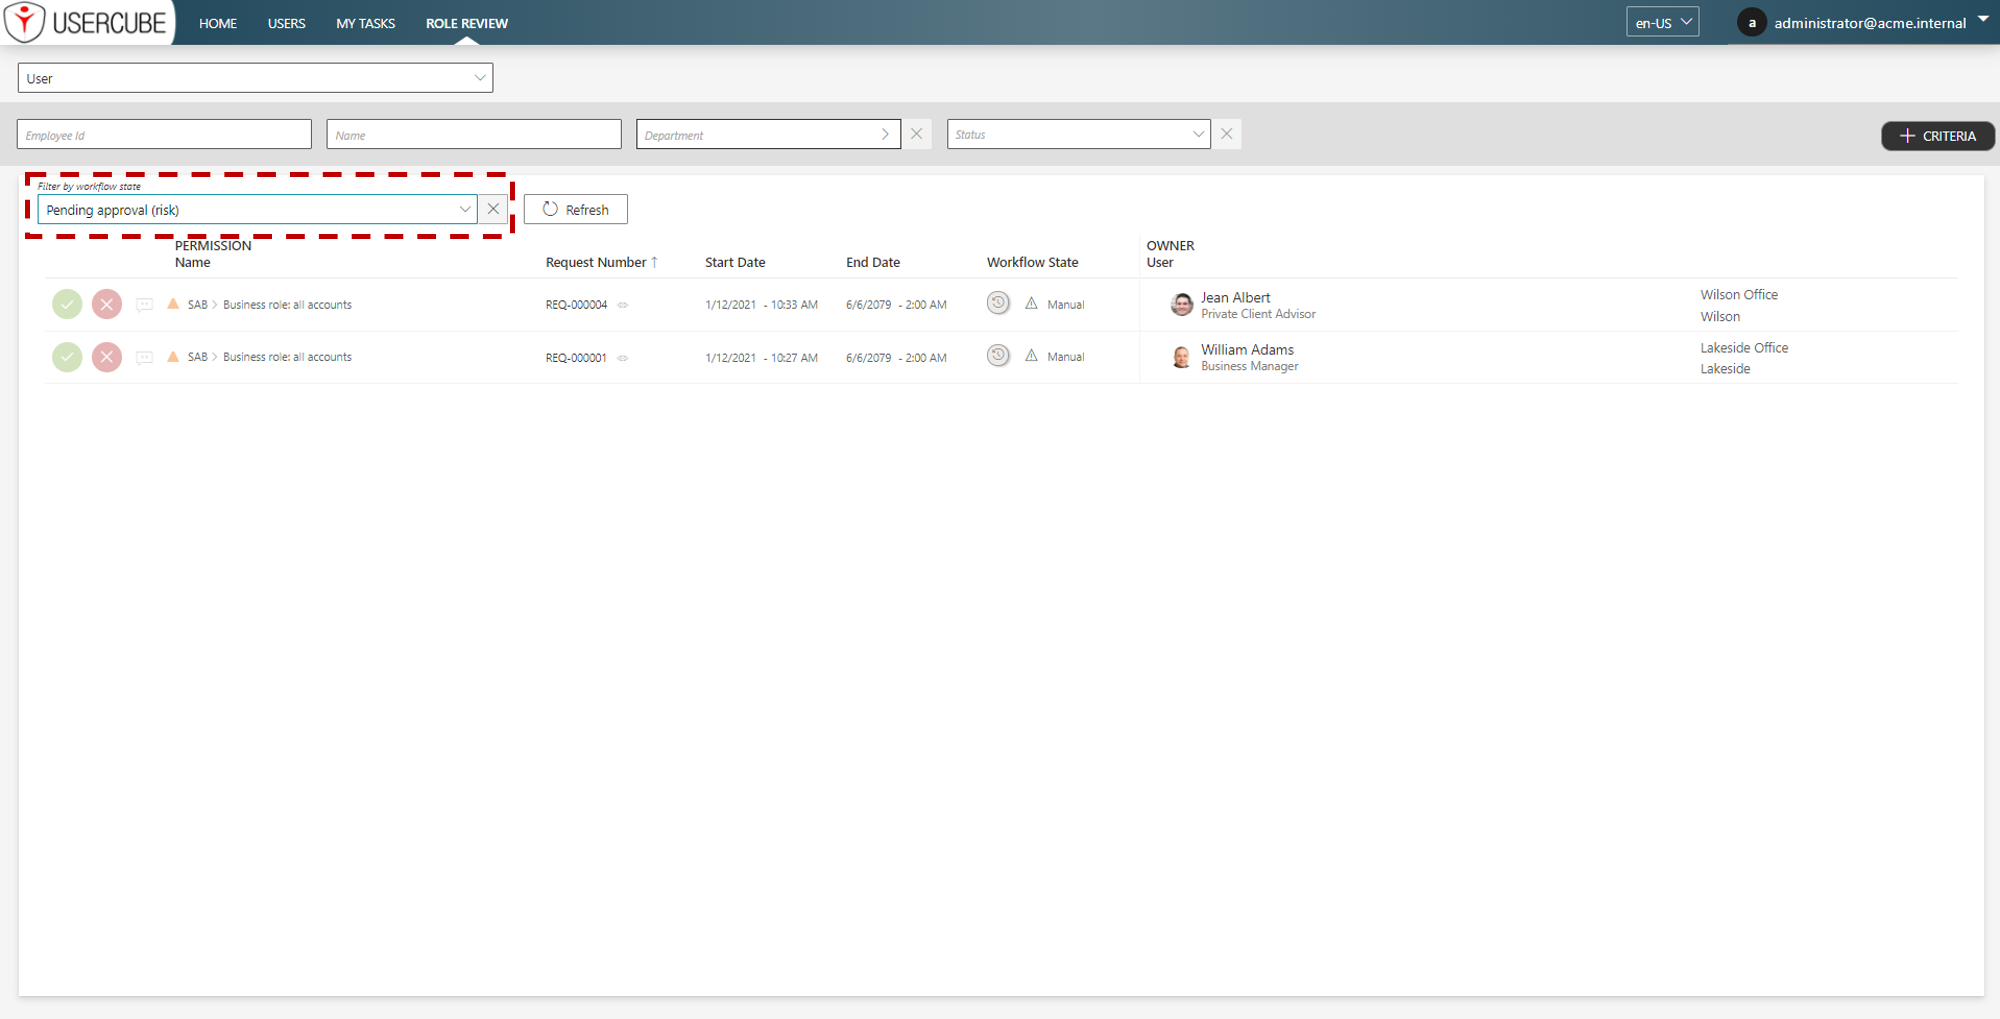 USERCUBE HOME USERS MY TASKS ROLE REVIEW en-US a administrator@acme.internal
User
Employee Id Name Department Status CRITERIA
Filter by workflow state
Pending approval (risk) Refresh
PERMISSION OWNER
Name Request Number ↑ Start Date End Date Workflow State User
SAB > Business role: all accounts REQ-000004 1/12/2021 - 10:33 AM 6/6/2079 - 2:00 AM Manual Jean Albert Wilson Office
Private Client Advisor Wilson
SAB > Business role: all accounts REQ-000001 1/12/2021 - 10:27 AM 6/6/2079 - 2:00 AM Manual William Adams Lakeside Office
Business Manager Lakeside